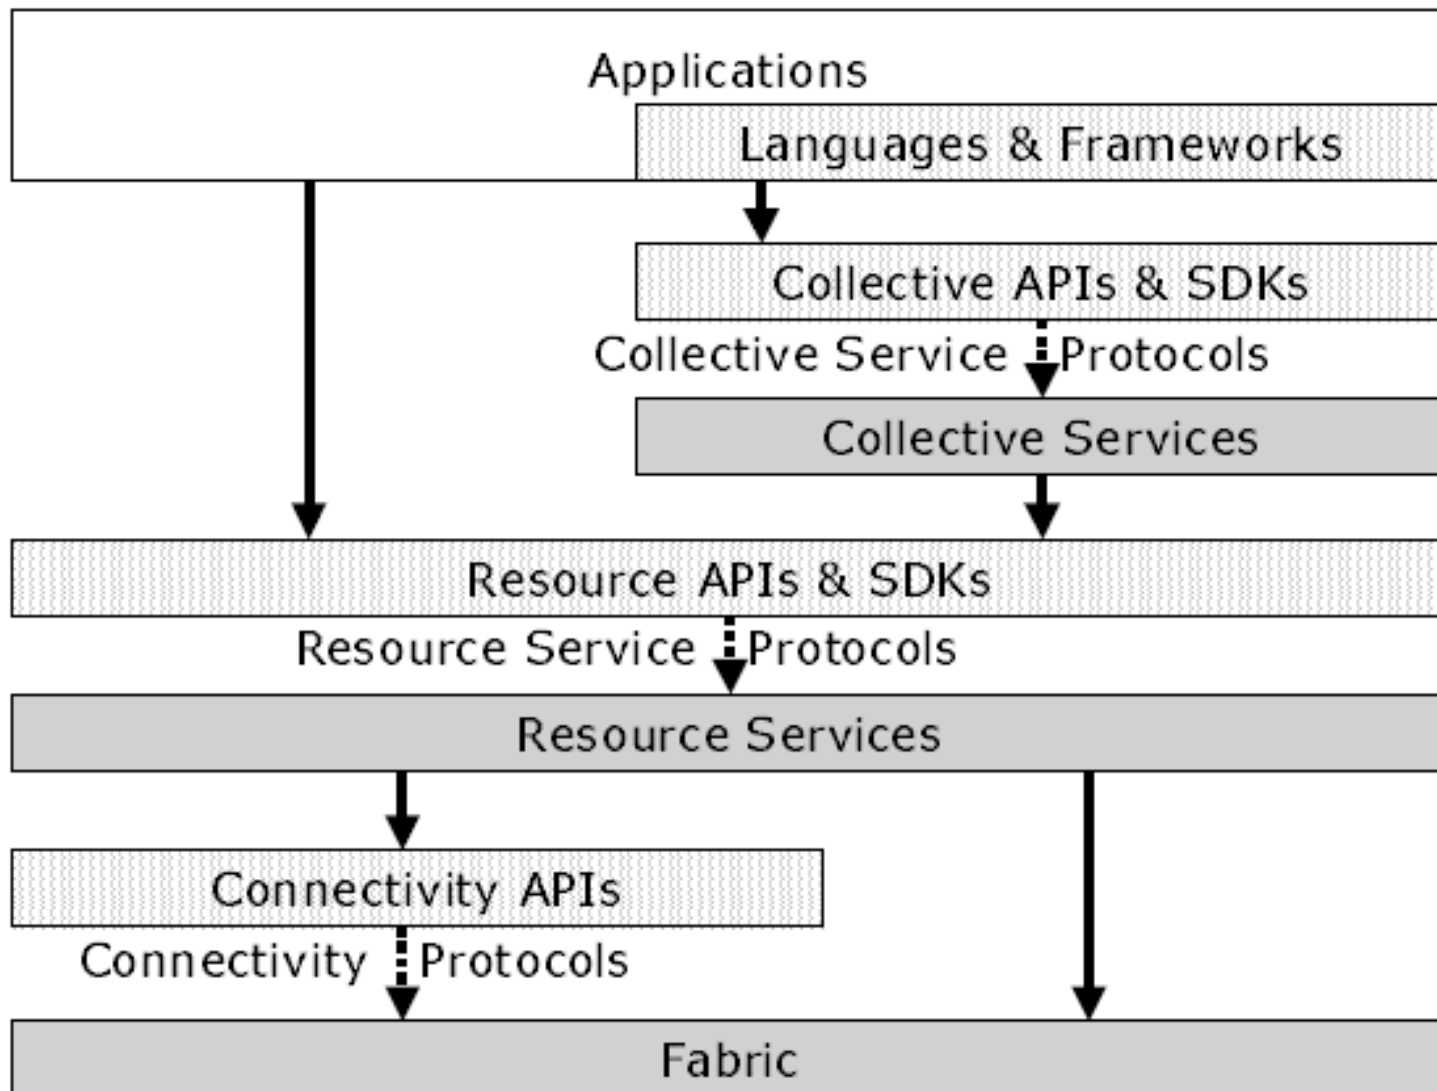 Applications
Languages & Frameworks
Collective APIs & SDKs
Collective Service Protocols
Collective Services
Resource APIs & SDKs
Resource Service Protocols
Resource Services
Connectivity APIs
Connectivity Protocols
Fabric